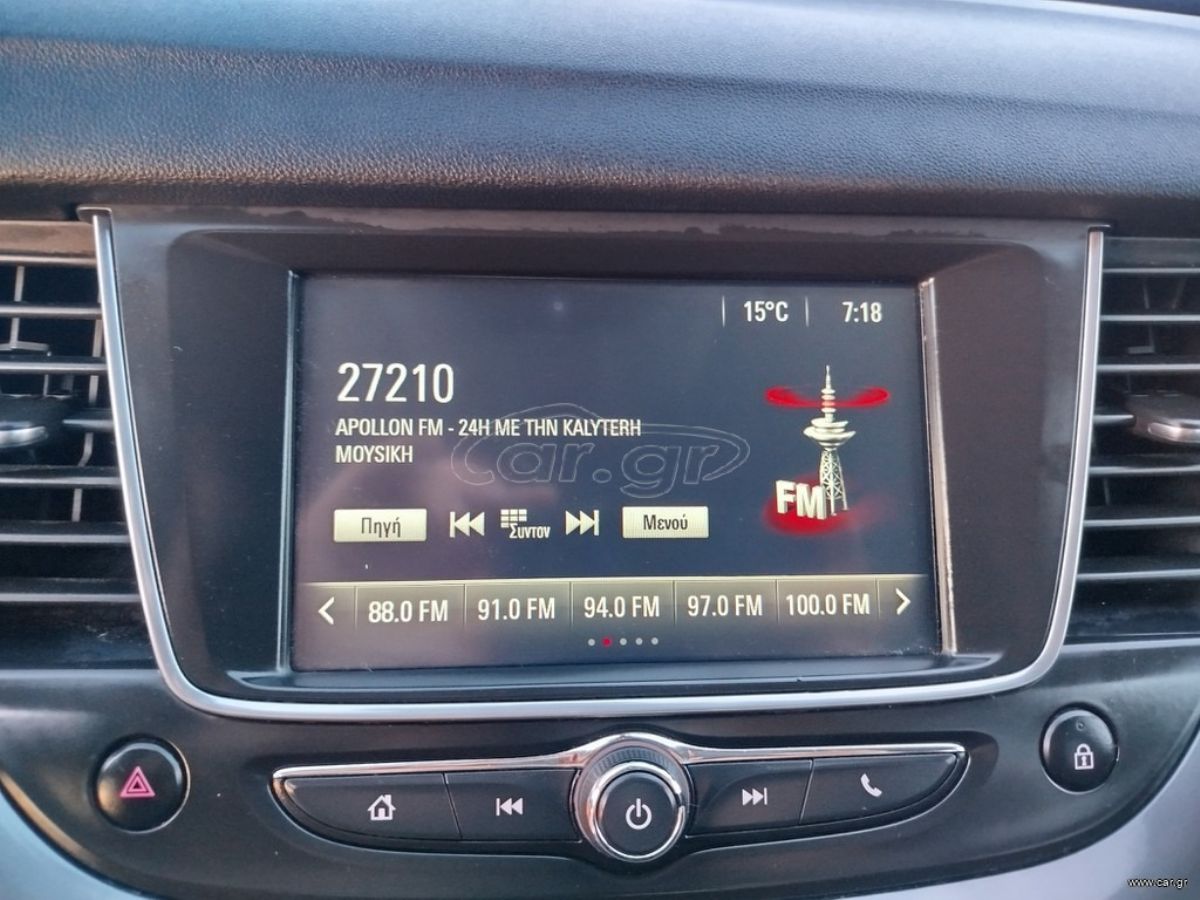 15°C
7:18
27210
APOLLON FM - 24H ME THN KALYTERH
MOYSIKH
car.gr
FM
Πηγή
Συντον
Μενού
88.0 FM
91.0 FM
94.0 FM
97.0 FM
100.0 FM
www.car.gr